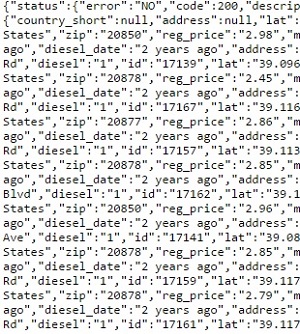 {"status":{"error":"NO","code":200,"descrip
{"country_short":null,"address":null,"lat":
States","zip":"20850","reg_price":"2.98","m
ago","diesel_date":"2 years ago","address":
Rd","diesel":"1","id":"17139","lat":"39.096
States","zip":"20878","reg_price":"2.45","m
ago","diesel_date":"2 years ago","address":
Rd","diesel":"1","id":"17167","lat":"39.116
States","zip":"20877","reg_price":"2.86","m
ago","diesel_date":"2 years ago","address":
Rd","diesel":"1","id":"17157","lat":"39.113
States","zip":"20878","reg_price":"2.85","m
ago","diesel_date":"2 years ago","address":
Blvd","diesel":"1","id":"17162","lat":"39.1
States","zip":"20850","reg_price":"2.96","m
ago","diesel_date":"2 years ago","address":
Ave","diesel":"1","id":"17141","lat":"39.08
States","zip":"20878","reg_price":"2.85","m
ago","diesel_date":"2 years ago","address":
Rd","diesel":"1","id":"17159","lat":"39.117
States","zip":"20878","reg_price":"2.79","m
ago","diesel_date":"2 years ago","address":
Rd","diesel":"1","id":"17161","lat":"39.117